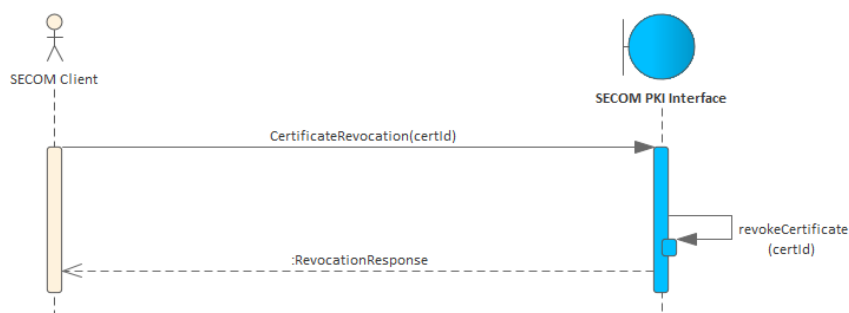 SECOM Client
SECOM PKI Interface
CertificateRevocation(certId)
revokeCertificate
(certId)
:RevocationResponse